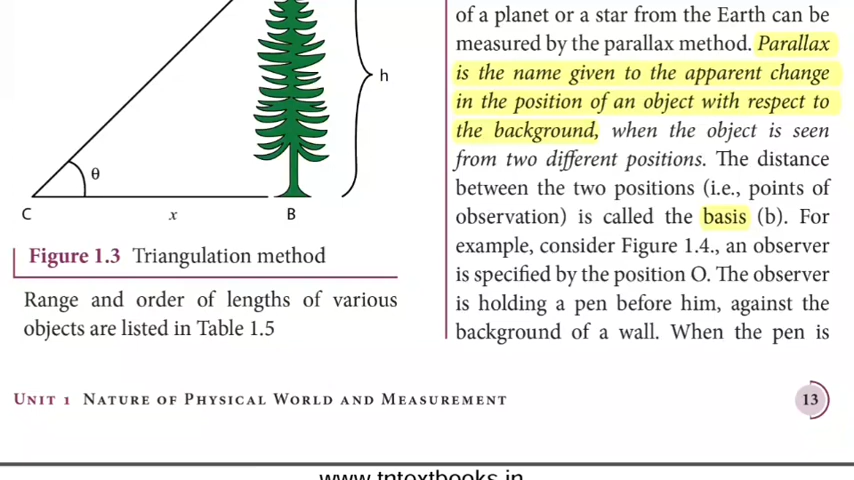 h
θ
C
x
B
Figure 1.3 Triangulation method
Range and order of lengths of various
objects are listed in Table 1.5
of a planet or a star from the Earth can be
measured by the parallax method. Parallax
is the name given to the apparent change
in the position of an object with respect to
the background, when the object is seen
from two different positions. The distance
between the two positions (i.e., points of
observation) is called the basis (b). For
example, consider Figure 1.4., an observer
is specified by the position O. The observer
is holding a pen before him, against the
background of a wall. When the pen is
Unit 1 Nature of Physical World and Measurement
13
www.tntextbooks.in